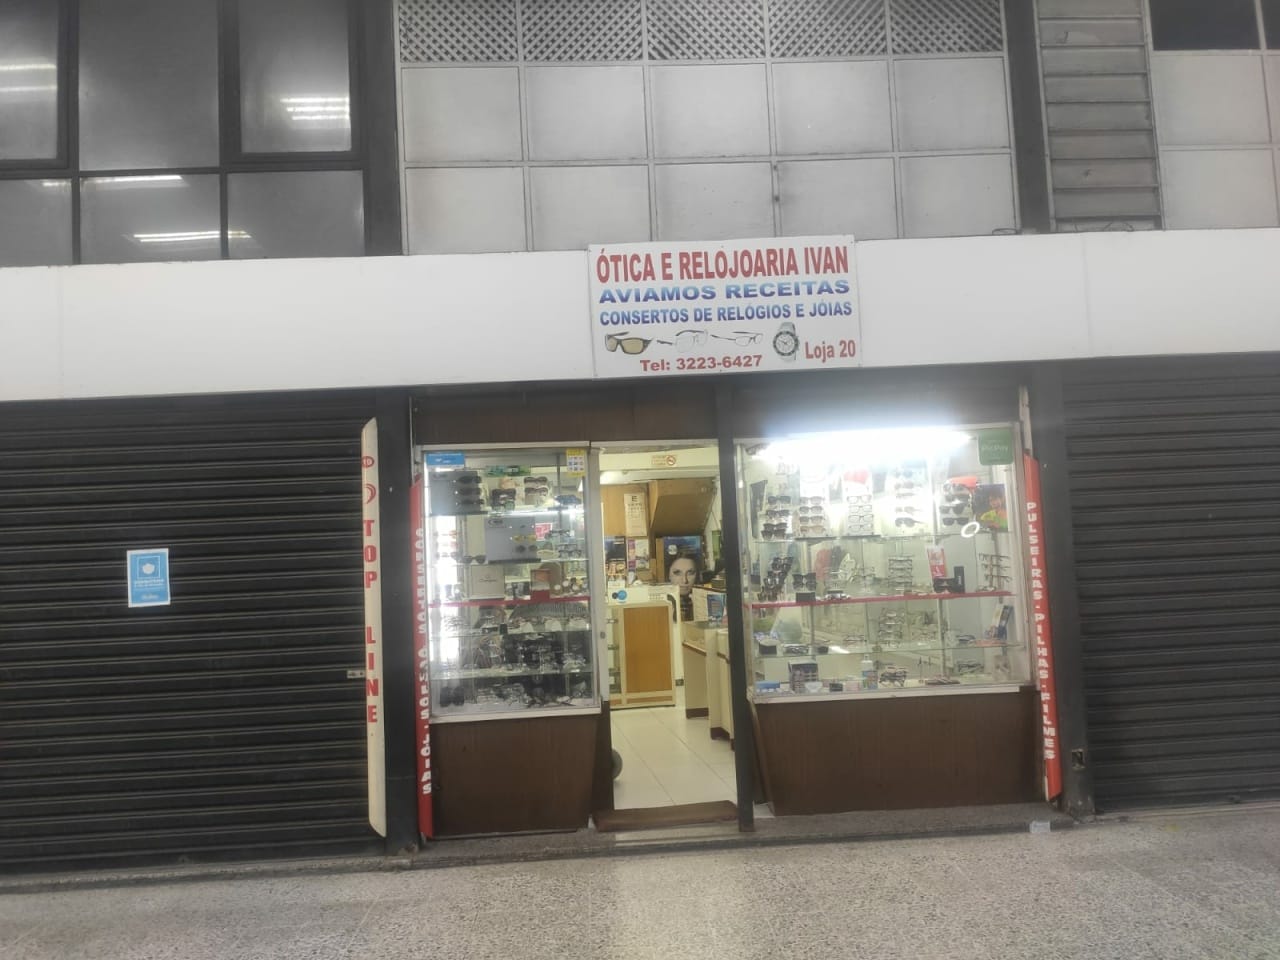 ÓTICA E RELOJOARIA IVAN
AVIAMOS RECEITAS
CONSERTOS DE RELÓGIOS E JÓIAS
Loja 20
Tel: 3223-6427
PicPay
TOP LINE
PULSEIRAS-PILHAS-FILMES